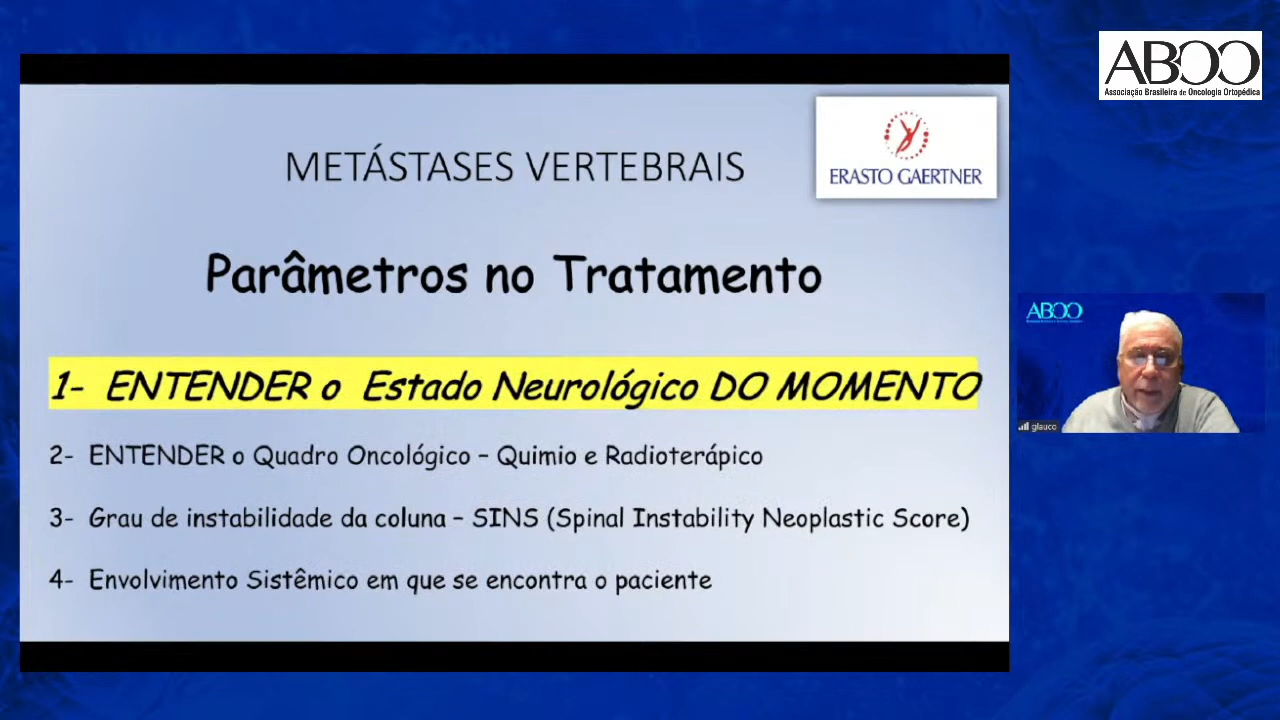 ABOO
Associação Brasileira de Oncologia Ortopédica
ERASTO GAERTNER
METÁSTASES VERTEBRAIS
Parâmetros no Tratamento
1- ENTENDER o Estado Neurológico DO MOMENTO
2- ENTENDER o Quadro Oncológico – Quimio e Radioterápico
3- Grau de instabilidade da coluna – SINS (Spinal Instability Neoplastic Score)
4- Envolvimento Sistêmico em que se encontra o paciente
ABOO
glauco